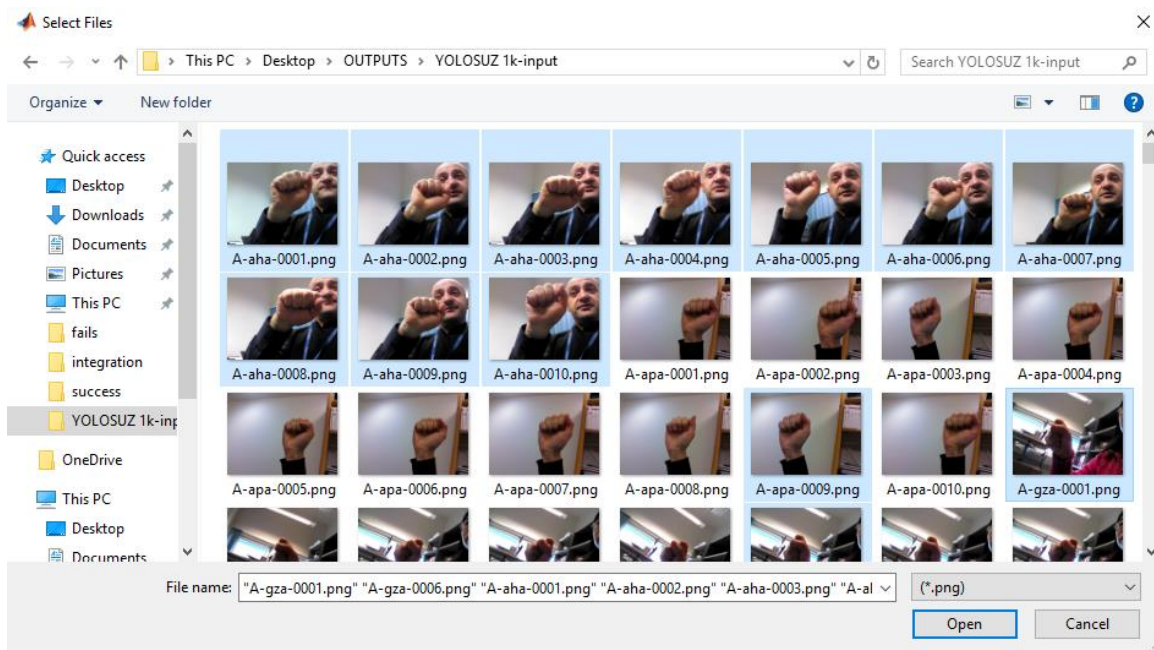 Select Files
This PC > Desktop > OUTPUTS > YOLOSUZ 1k-input
Search YOLOSUZ 1k-input
Organize
New folder
Quick access
Desktop
Downloads
Documents
Pictures
This PC
fails
integration
success
YOLOSUZ 1k-inp
OneDrive
This PC
Desktop
Documents
A-aha-0001.png A-aha-0002.png A-aha-0003.png A-aha-0004.png A-aha-0005.png A-aha-0006.png A-aha-0007.png
A-aha-0008.png A-aha-0009.png A-aha-0010.png A-apa-0001.png A-apa-0002.png A-apa-0003.png A-apa-0004.png
A-apa-0005.png A-apa-0006.png A-apa-0007.png A-apa-0008.png A-apa-0009.png A-apa-0010.png A-gza-0001.png
File name: "A-gza-0001.png" "A-gza-0006.png" "A-aha-0001.png" "A-aha-0002.png" "A-aha-0003.png" "A-al
(*.png)
Open
Cancel